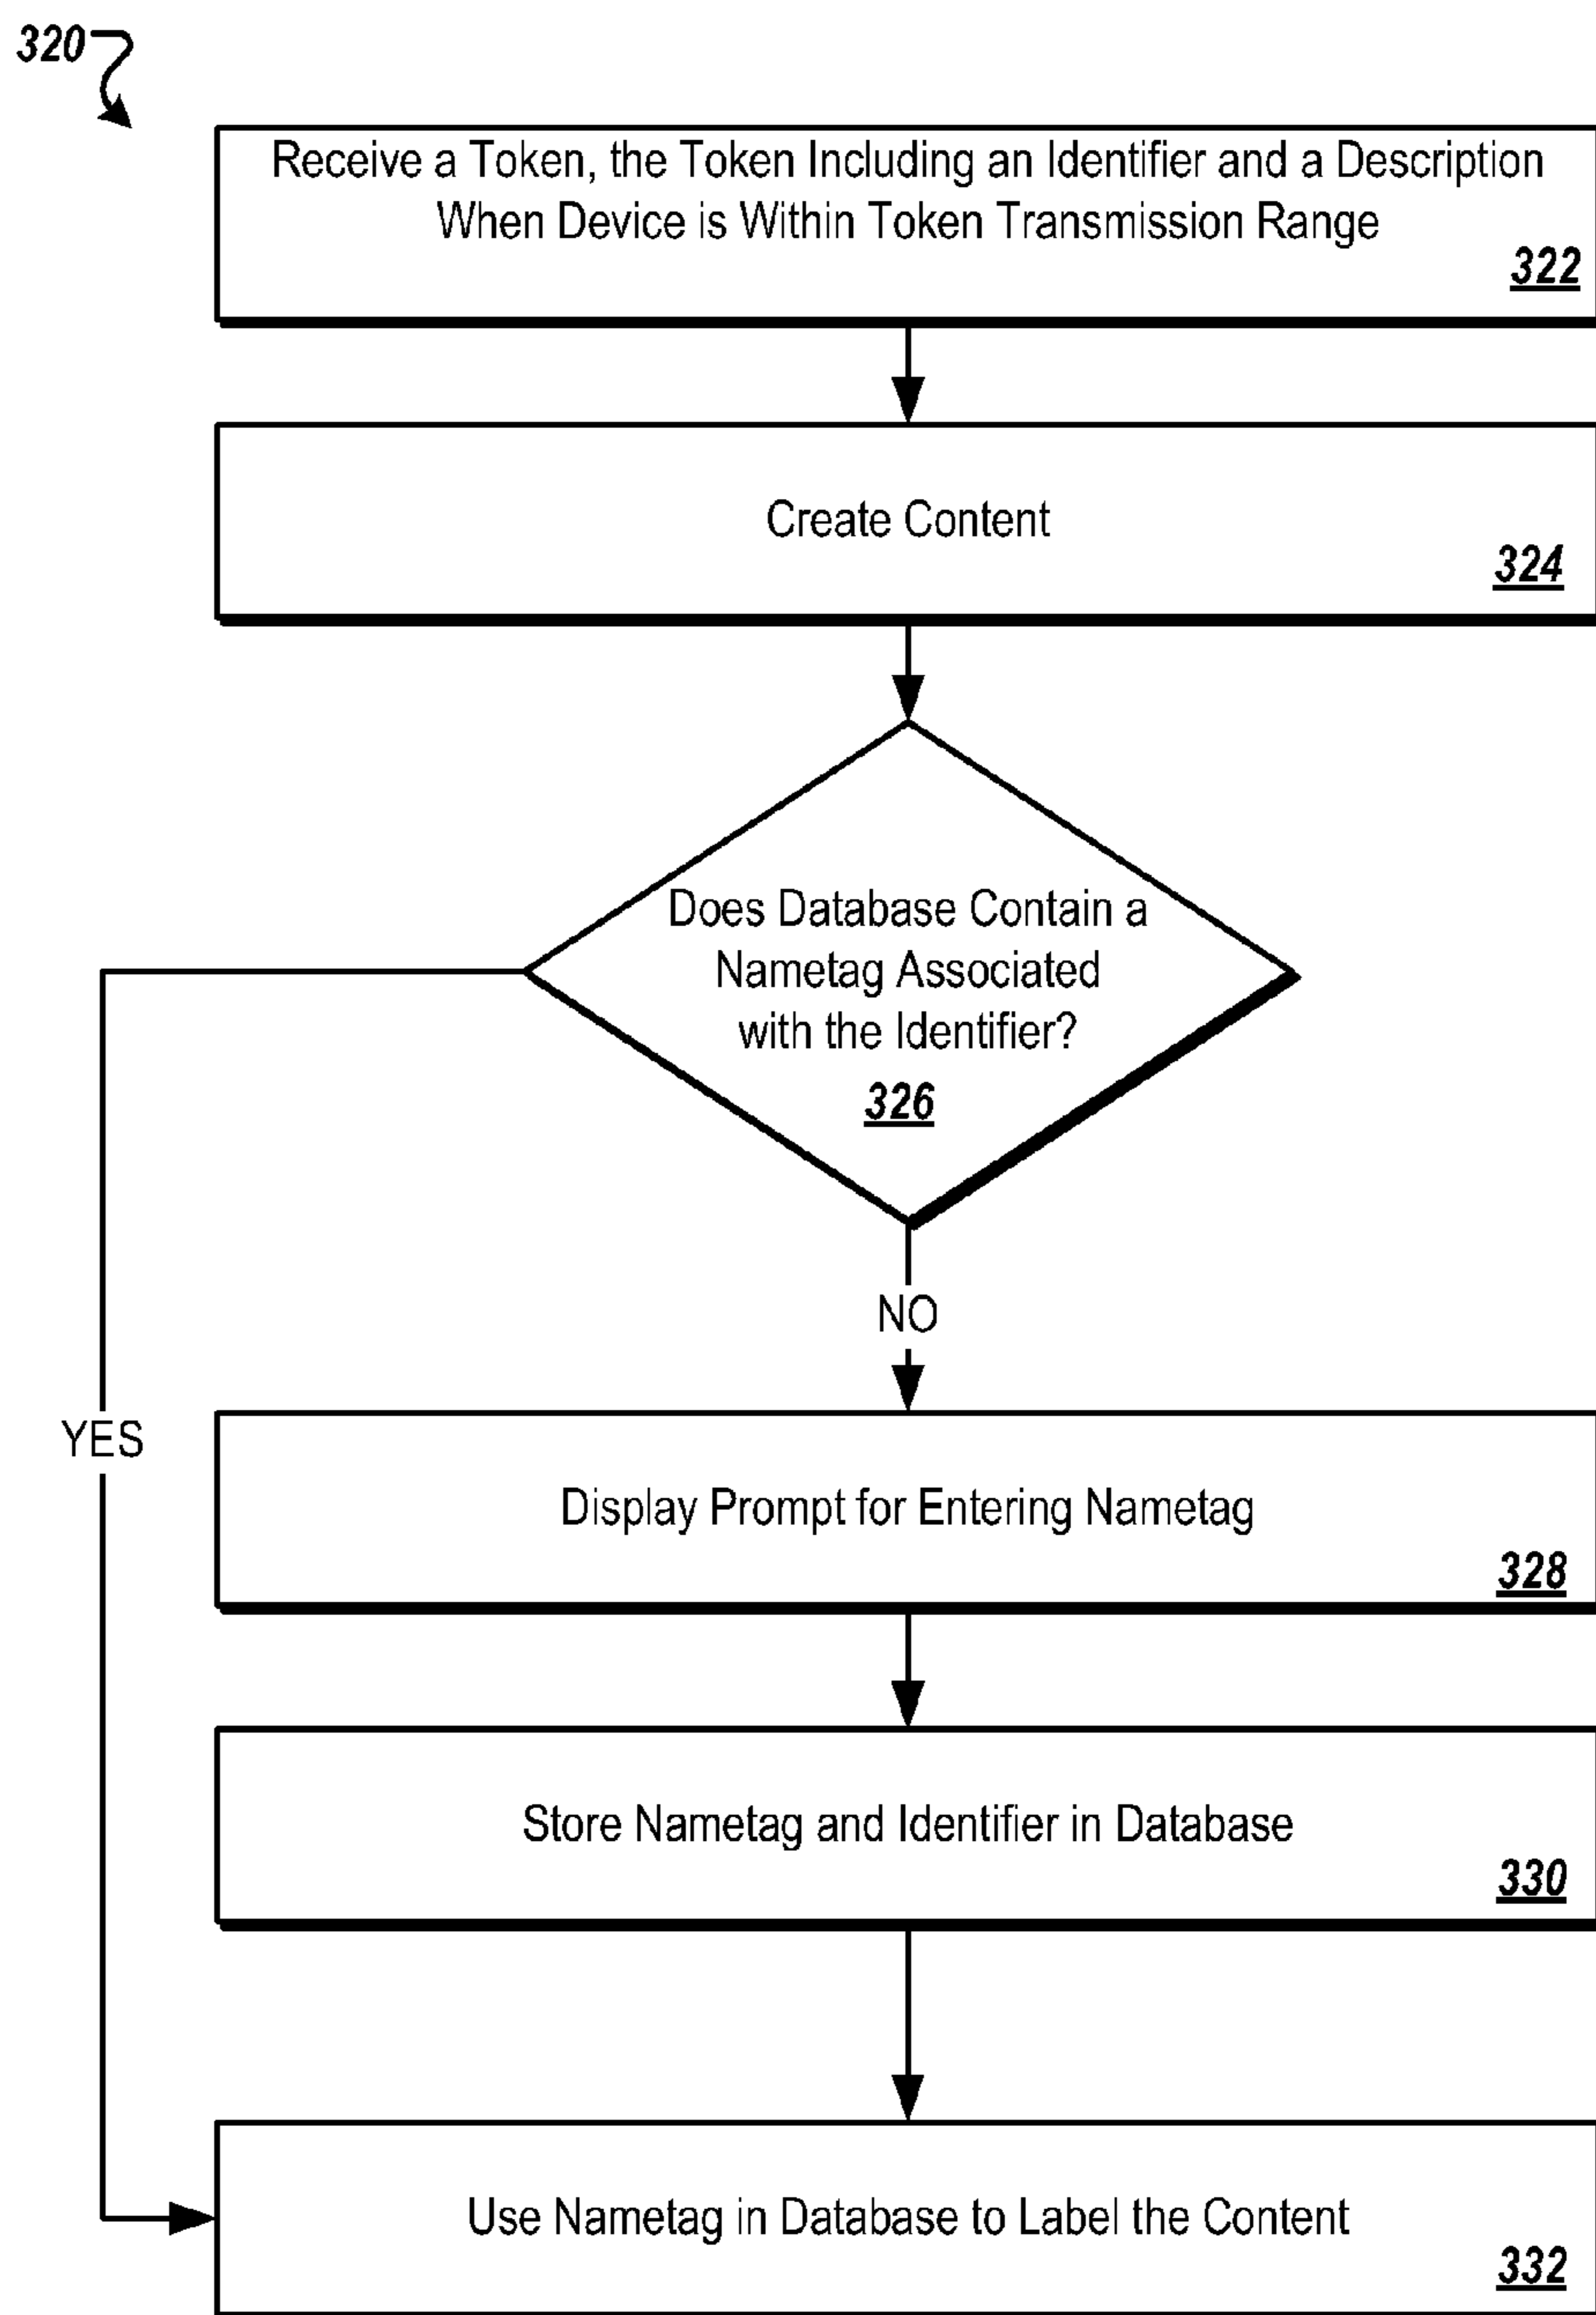 320
Receive a Token, the Token Including an Identifier and a Description
When Device is Within Token Transmission Range
322
Create Content
324
Does Database Contain a
Nametag Associated
with the Identifier?
326
NO
YES
Display Prompt for Entering Nametag
328
Store Nametag and Identifier in Database
330
Use Nametag in Database to Label the Content
332